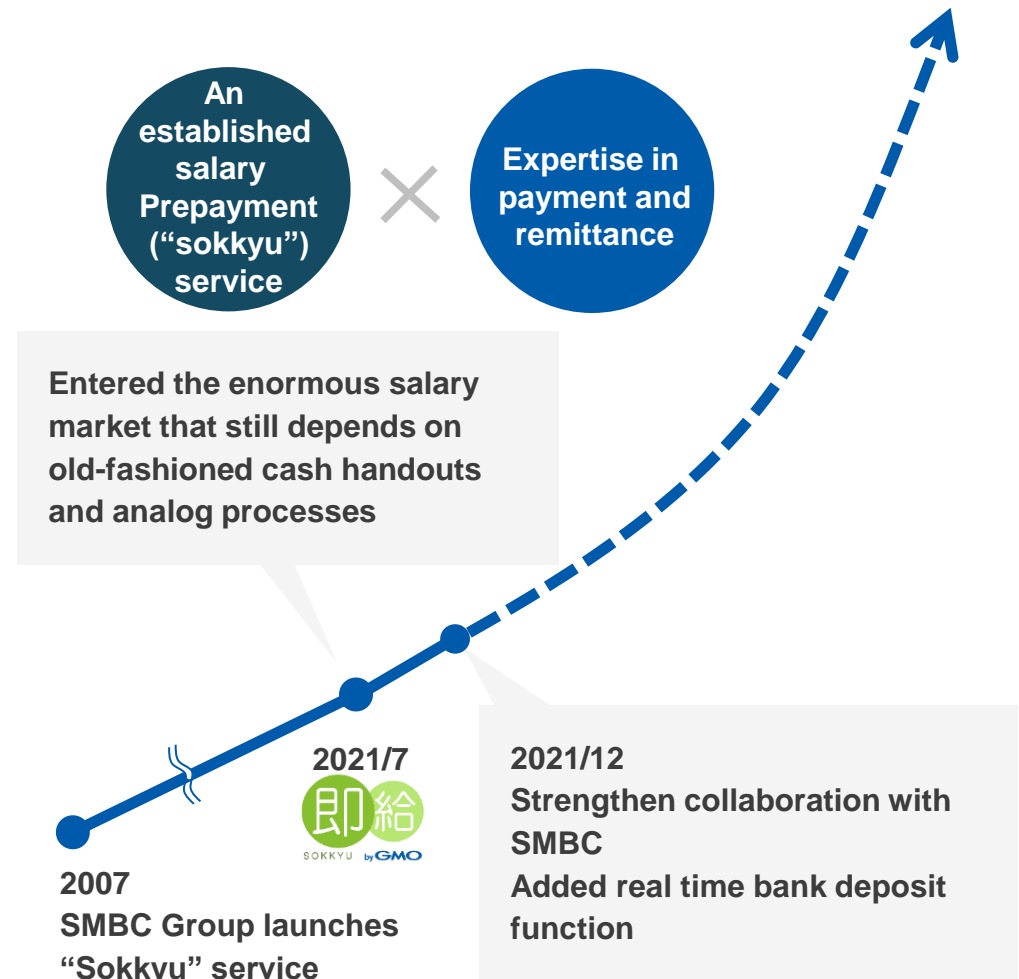 An
established
salary
Prepayment
(“sokkyu”)
service
Expertise in
payment and
remittance
Entered the enormous salary
market that still depends on
old-fashioned cash handouts
and analog processes
2021/7
即給
SOKKYU by GMO
2021/12
Strengthen collaboration with
SMBC
Added real time bank deposit
function
2007
SMBC Group launches
“Sokkyu” service